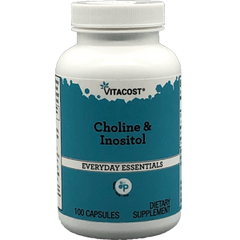 VITACOST®
Choline &
Inositol
EVERYDAY ESSENTIALS
p
100 CAPSULES
DIETARY
SUPPLEMENT